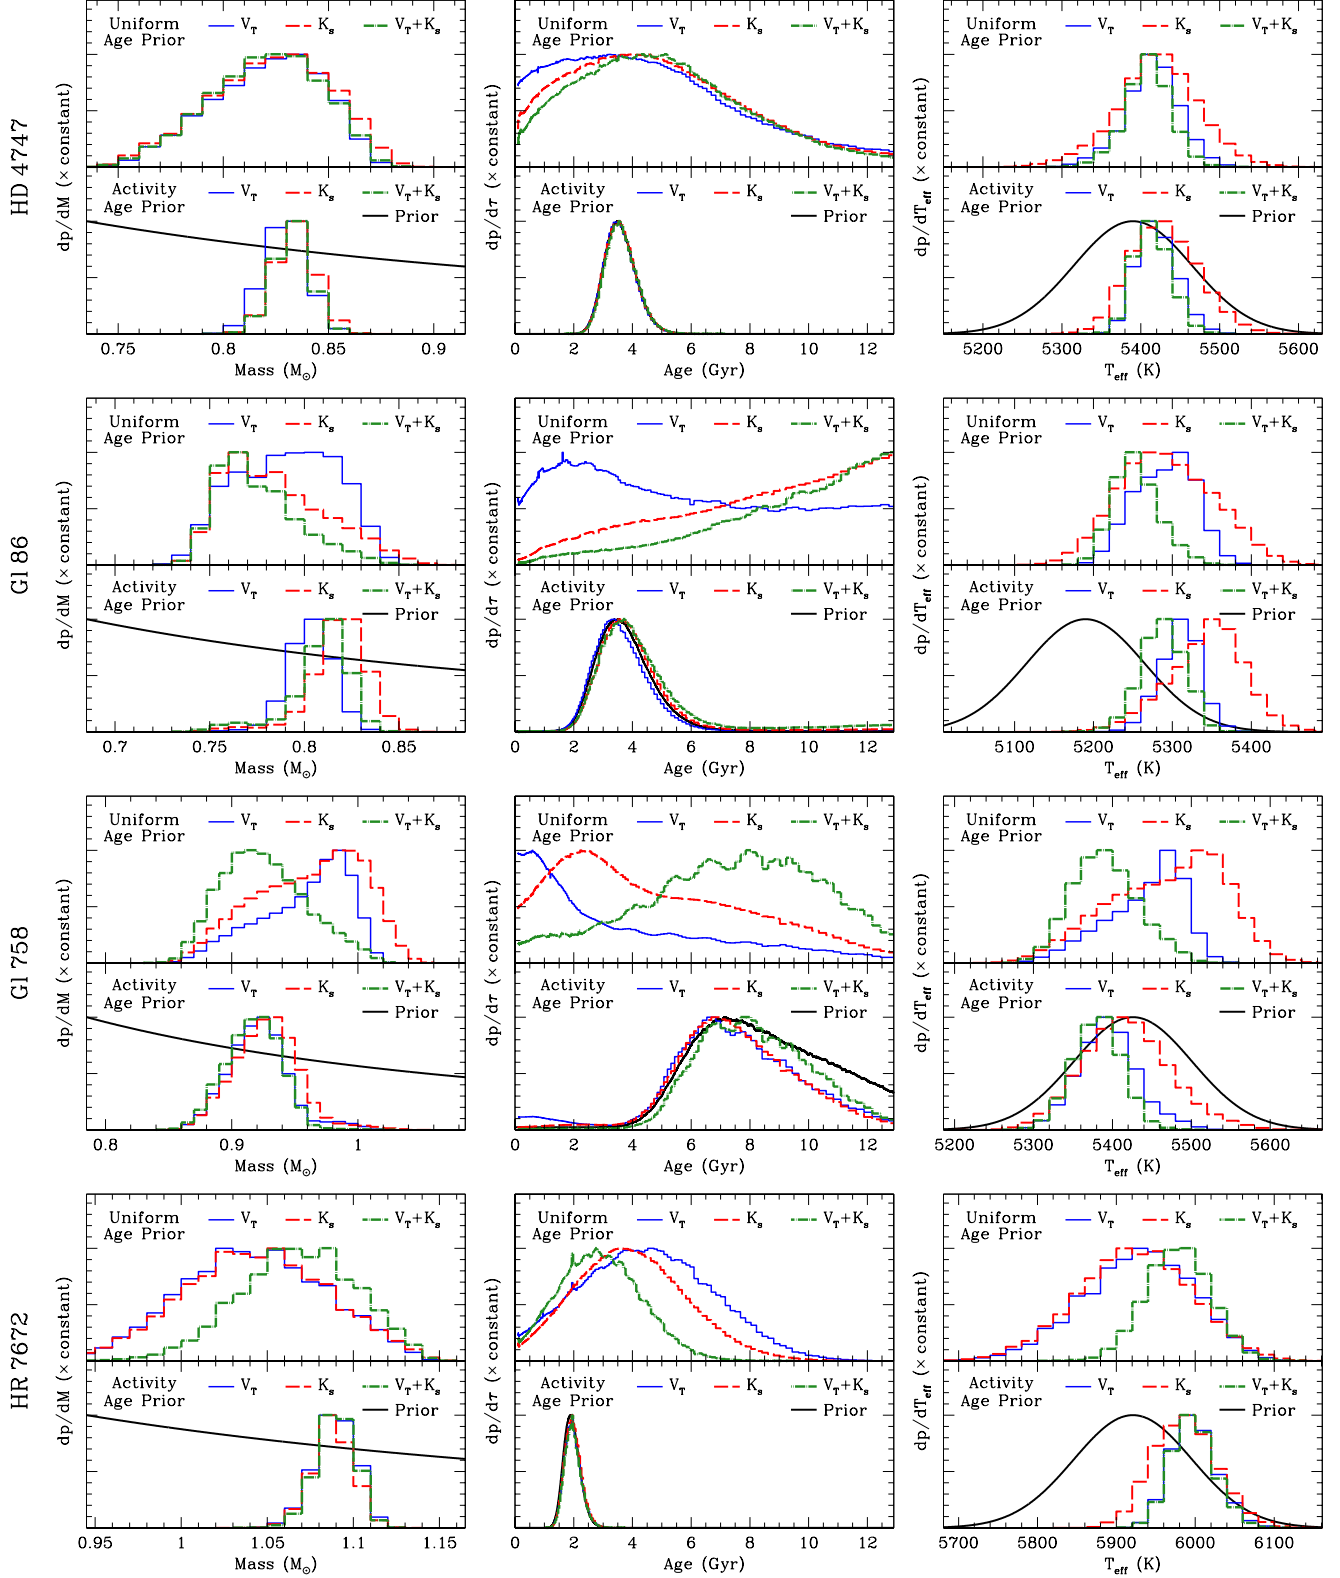 HD 4747
dp/dM (× constant)
Uniform Age Prior V_T K_s V_T+K_s
Activity Age Prior V_T K_s V_T+K_s
Prior
0.75 0.8 0.85 0.9
Mass (M_⊙)
dp/dτ (× constant)
Uniform Age Prior V_T K_s V_T+K_s
Activity Age Prior V_T K_s V_T+K_s
Prior
0 2 4 6 8 10 12
Age (Gyr)
dp/dT_eff (× constant)
Uniform Age Prior V_T K_s V_T+K_s
Activity Age Prior V_T K_s V_T+K_s
Prior
5200 5300 5400 5500 5600
T_eff (K)
Gl 86
dp/dM (× constant)
Uniform Age Prior V_T K_s V_T+K_s
Activity Age Prior V_T K_s V_T+K_s
Prior
0.7 0.75 0.8 0.85
Mass (M_⊙)
dp/dτ (× constant)
Uniform Age Prior V_T K_s V_T+K_s
Activity Age Prior V_T K_s V_T+K_s
Prior
0 2 4 6 8 10 12
Age (Gyr)
dp/dT_eff (× constant)
Uniform Age Prior V_T K_s V_T+K_s
Activity Age Prior V_T K_s V_T+K_s
Prior
5100 5200 5300 5400
T_eff (K)
Gl 758
dp/dM (× constant)
Uniform Age Prior V_T K_s V_T+K_s
Activity Age Prior V_T K_s V_T+K_s
Prior
0.8 0.9 1
Mass (M_⊙)
dp/dτ (× constant)
Uniform Age Prior V_T K_s V_T+K_s
Activity Age Prior V_T K_s V_T+K_s
Prior
0 2 4 6 8 10 12
Age (Gyr)
dp/dT_eff (× constant)
Uniform Age Prior V_T K_s V_T+K_s
Activity Age Prior V_T K_s V_T+K_s
Prior
5200 5300 5400 5500 5600
T_eff (K)
HR 7672
dp/dM (× constant)
Uniform Age Prior V_T K_s V_T+K_s
Activity Age Prior V_T K_s V_T+K_s
Prior
0.95 1 1.05 1.1 1.15
Mass (M_⊙)
dp/dτ (× constant)
Uniform Age Prior V_T K_s V_T+K_s
Activity Age Prior V_T K_s V_T+K_s
Prior
0 2 4 6 8 10 12
Age (Gyr)
dp/dT_eff (× constant)
Uniform Age Prior V_T K_s V_T+K_s
Activity Age Prior V_T K_s V_T+K_s
Prior
5700 5800 5900 6000 6100
T_eff (K)